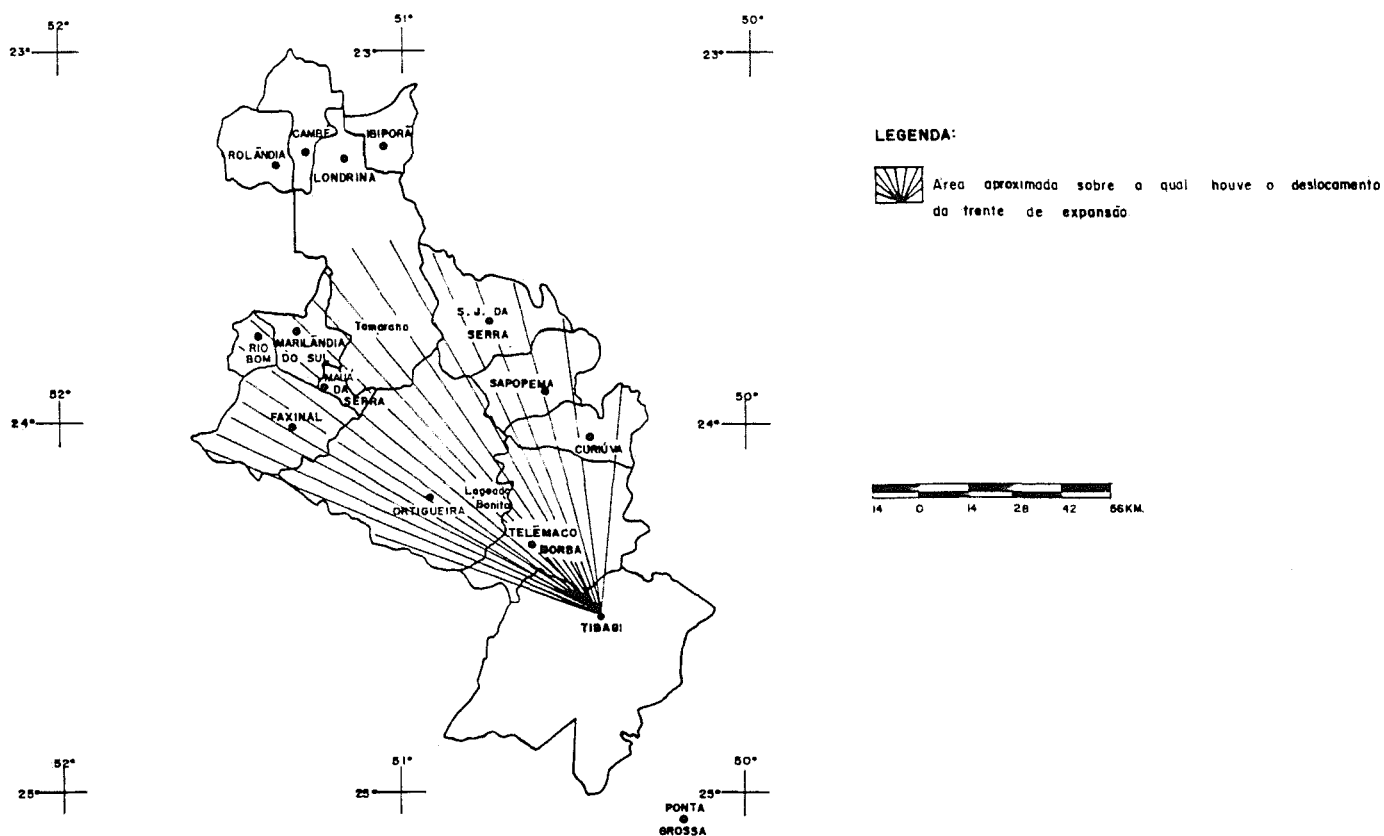 52°
51°
50°
23°
23°
23°
CAMBÉ
IBIPORÃ
ROLÂNDIA
LONDRINA
LEGENDA:
Área aproximada sobre a qual houve o deslocamento
da frente de expansão
S. J. DA
SERRA
Tamarana
RIO
BOM
MARILÂNDIA
DO SUL
MAUÁ
DA
SERRA
SAPOPEMA
52°
24°
50°
24°
FAXINAL
CURIÚVA
ORTIGUEIRA
Lageado
Bonito
TELÊMACO
BORBA
14 0 14 28 42 56KM.
TIBAGI
52°
51°
50°
25°
25°
25°
PONTA
GROSSA